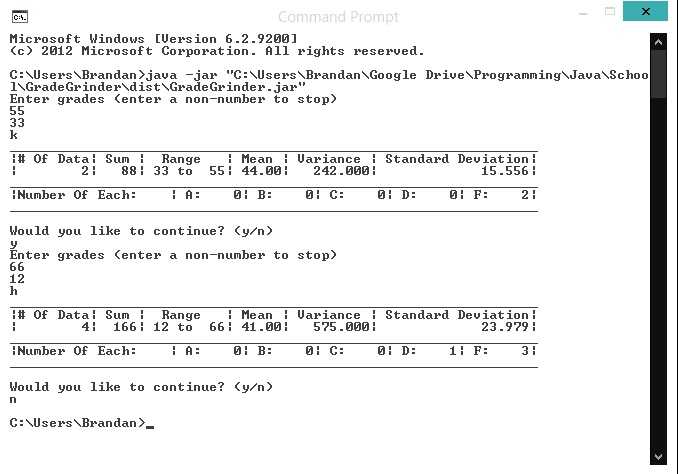 Command Prompt
Microsoft Windows [Version 6.2.9200]
(c) 2012 Microsoft Corporation. All rights reserved.
C:\Users\Brandan>java -jar "C:\Users\Brandan\Google Drive\Programming\Java\Schoo
l\GradeGrinder\dist\GradeGrinder.jar"
Enter grades (enter a non-number to stop)
55
33
k
¦# Of Data¦ Sum ¦  Range    ¦ Mean ¦ Variance ¦ Standard Deviation¦
¦        2¦   88¦ 33 to  55¦ 44.00¦   242.000¦             15.556¦
¦Number Of Each:    ¦ A:    0¦ B:    0¦ C:    0¦ D:    0¦ F:    2¦
Would you like to continue? (y/n)
y
Enter grades (enter a non-number to stop)
66
12
h
¦# Of Data¦ Sum ¦  Range    ¦ Mean ¦ Variance ¦ Standard Deviation¦
¦        4¦  166¦ 12 to  66¦ 41.00¦   575.000¦             23.979¦
¦Number Of Each:    ¦ A:    0¦ B:    0¦ C:    0¦ D:    1¦ F:    3¦
Would you like to continue? (y/n)
n
C:\Users\Brandan>_